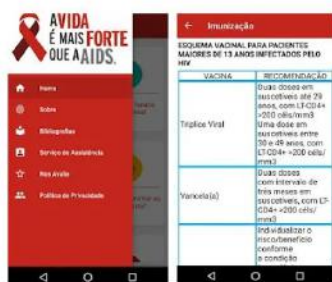 A VIDA
É MAIS FORTE
QUE A AIDS.
Home
Sobre
Bibliografias
Serviço de Assistência
Nos Avalie
Política de Privacidade
Imunização
ESQUEMA VACINAL PARA PACIENTES
MAIORES DE 13 ANOS INFECTADOS PELO
HIV
VACINA
RECOMENDAÇÃO
Tríplice Viral
Duas doses em
suscetíveis até 29
anos, com LT-CD4+
>200 céls/mm3
Uma dose em
suscetíveis entre
30 e 49 anos, com
LT-CD4+ >200 céls/
mm3
Varicela(a)
Duas doses
com intervalo de
três meses em
suscetíveis, com LT-
CD4+ >200 céls/
mm3
Individualizar o
risco/benefício
conforme
a condição